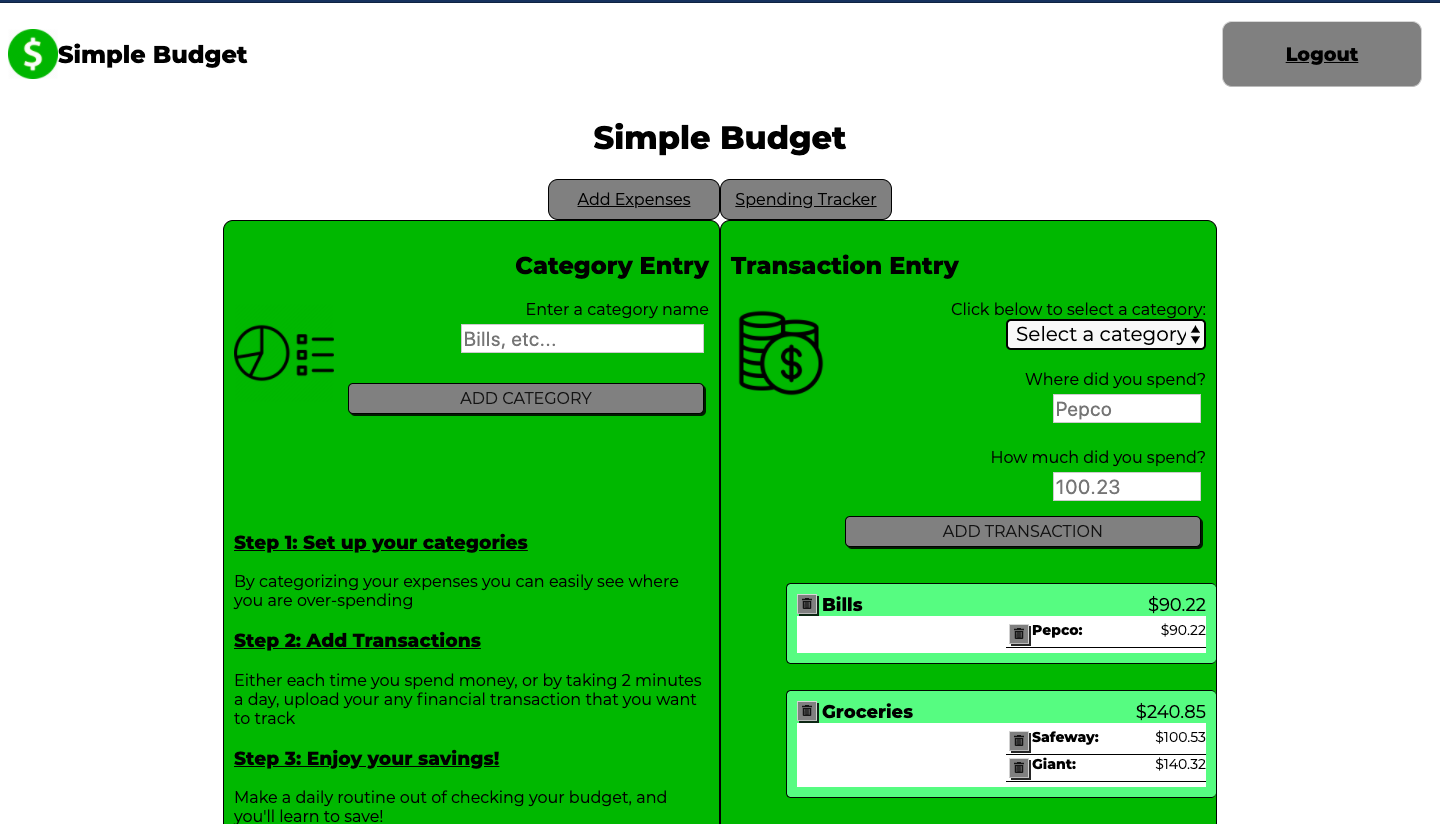 $
Simple Budget
Logout
Simple Budget
Add Expenses
Spending Tracker
Category Entry
Enter a category name
Bills, etc...
ADD CATEGORY
Step 1: Set up your categories
By categorizing your expenses you can easily see where
you are over-spending
Step 2: Add Transactions
Either each time you spend money, or by taking 2 minutes
a day, upload your any financial transaction that you want
to track
Step 3: Enjoy your savings!
Make a daily routine out of checking your budget, and
you'll learn to save!
Transaction Entry
$
Click below to select a category:
Select a category
Where did you spend?
Pepco
How much did you spend?
100.23
ADD TRANSACTION
Bills $90.22
Pepco: $90.22
Groceries $240.85
Safeway: $100.53
Giant: $140.32